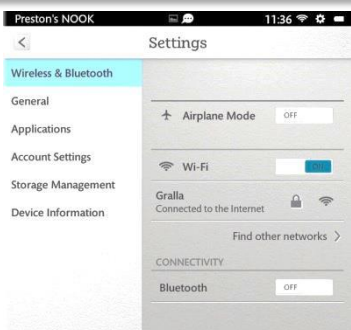 Preston's NOOK 11:36
Settings
Wireless & Bluetooth
General
Applications
Account Settings
Storage Management
Device Information
Airplane Mode OFF
Wi-Fi
Gralla
Connected to the Internet
Find other networks
CONNECTIVITY
Bluetooth OFF